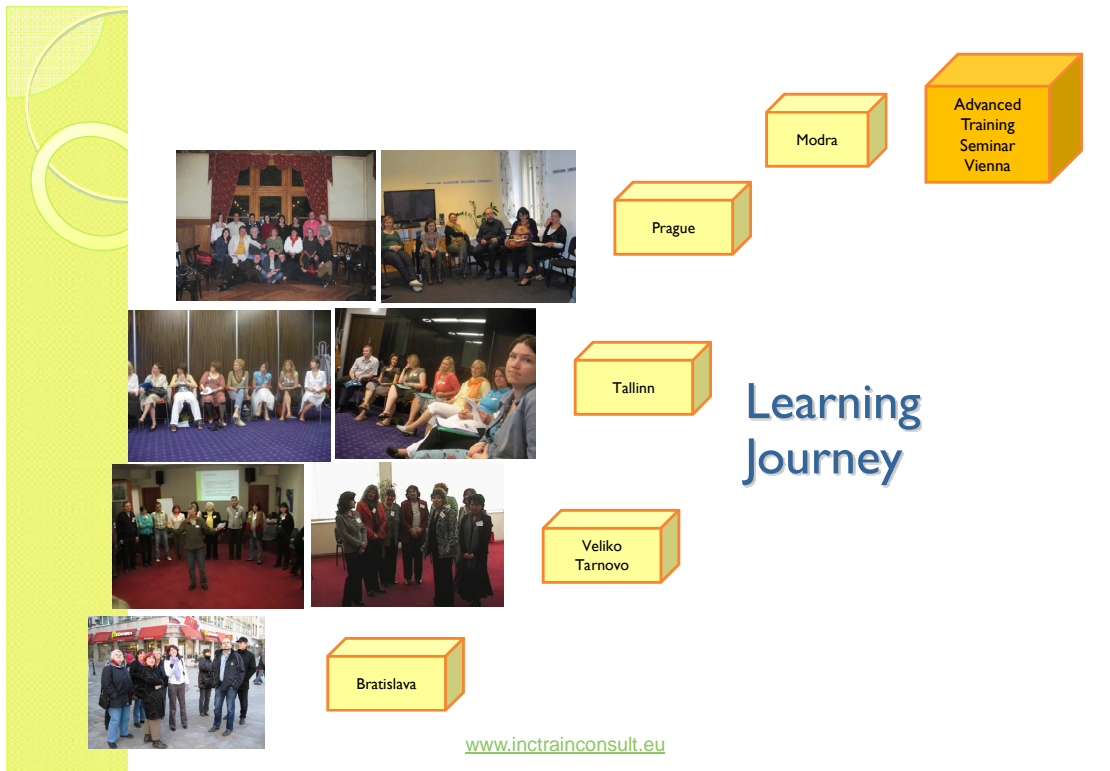 Advanced
Training
Seminar
Vienna
Modra
Prague
Tallinn
Learning
Journey
Veliko
Tarnovo
Bratislava
www.inctrainconsult.eu